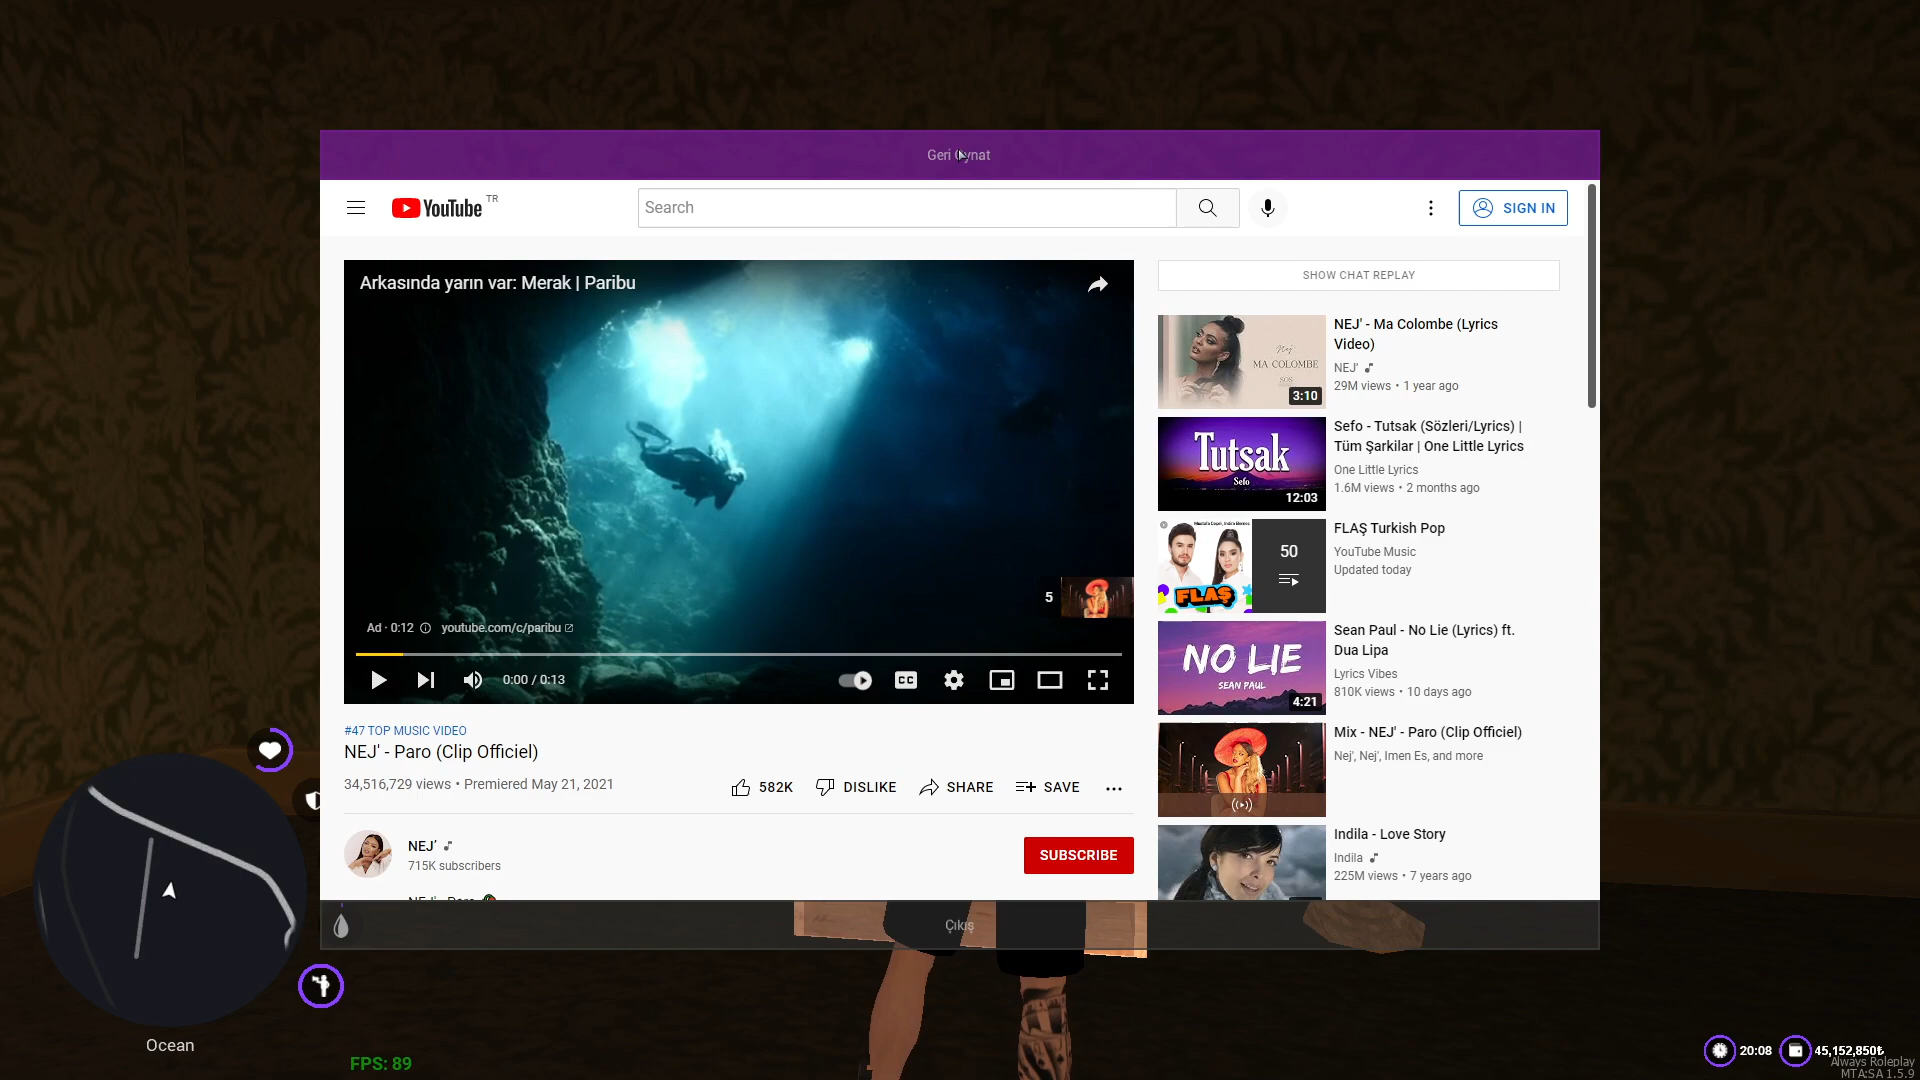 Geri Oynat
YouTube TR
Search
SIGN IN
Arkasında yarın var: Merak | Paribu
5
Ad · 0:12
youtube.com/c/paribu
0:00 / 0:13
CC
#47 TOP MUSIC VIDEO
NEJ' - Paro (Clip Officiel)
34,516,729 views • Premiered May 21, 2021
582K
DISLIKE
SHARE
SAVE
NEJ'
715K subscribers
SUBSCRIBE
NEJ' - Paro
SHOW CHAT REPLAY
Nej
MA COLOMBE
SOS
3:10
NEJ' - Ma Colombe (Lyrics
Video)
NEJ'
29M views • 1 year ago
Tutsak
Sefo
12:03
Sefo - Tutsak (Sözleri/Lyrics) |
Tüm Şarkilar | One Little Lyrics
One Little Lyrics
1.6M views • 2 months ago
FLAŞ
50
FLAŞ Turkish Pop
YouTube Music
Updated today
NO LIE
SEAN PAUL
4:21
Sean Paul - No Lie (Lyrics) ft.
Dua Lipa
Lyrics Vibes
810K views • 10 days ago
Mix - NEJ' - Paro (Clip Officiel)
Nej', Nej', Imen Es, and more
Indila - Love Story
Indila
225M views • 7 years ago
Çıkış
Ocean
FPS: 89
20:08
45,152,850₺
Always Roleplay
MTA:SA 1.5.9